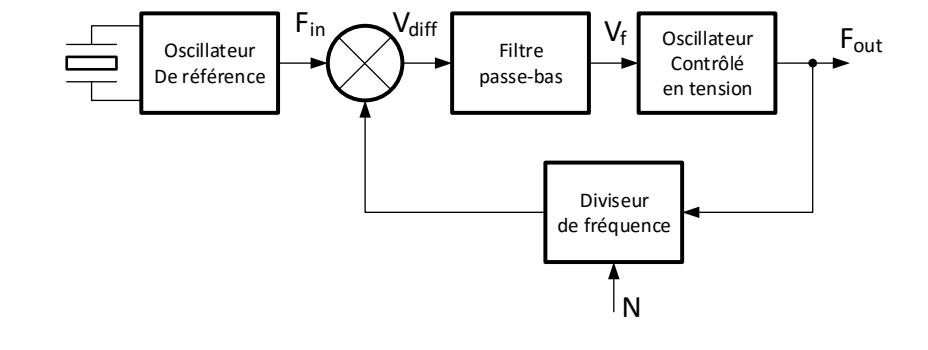 Oscillateur
De référence
F_in
V_diff
Filtre
passe-bas
V_f
Oscillateur
Contrôlé
en tension
F_out
Diviseur
de fréquence
N